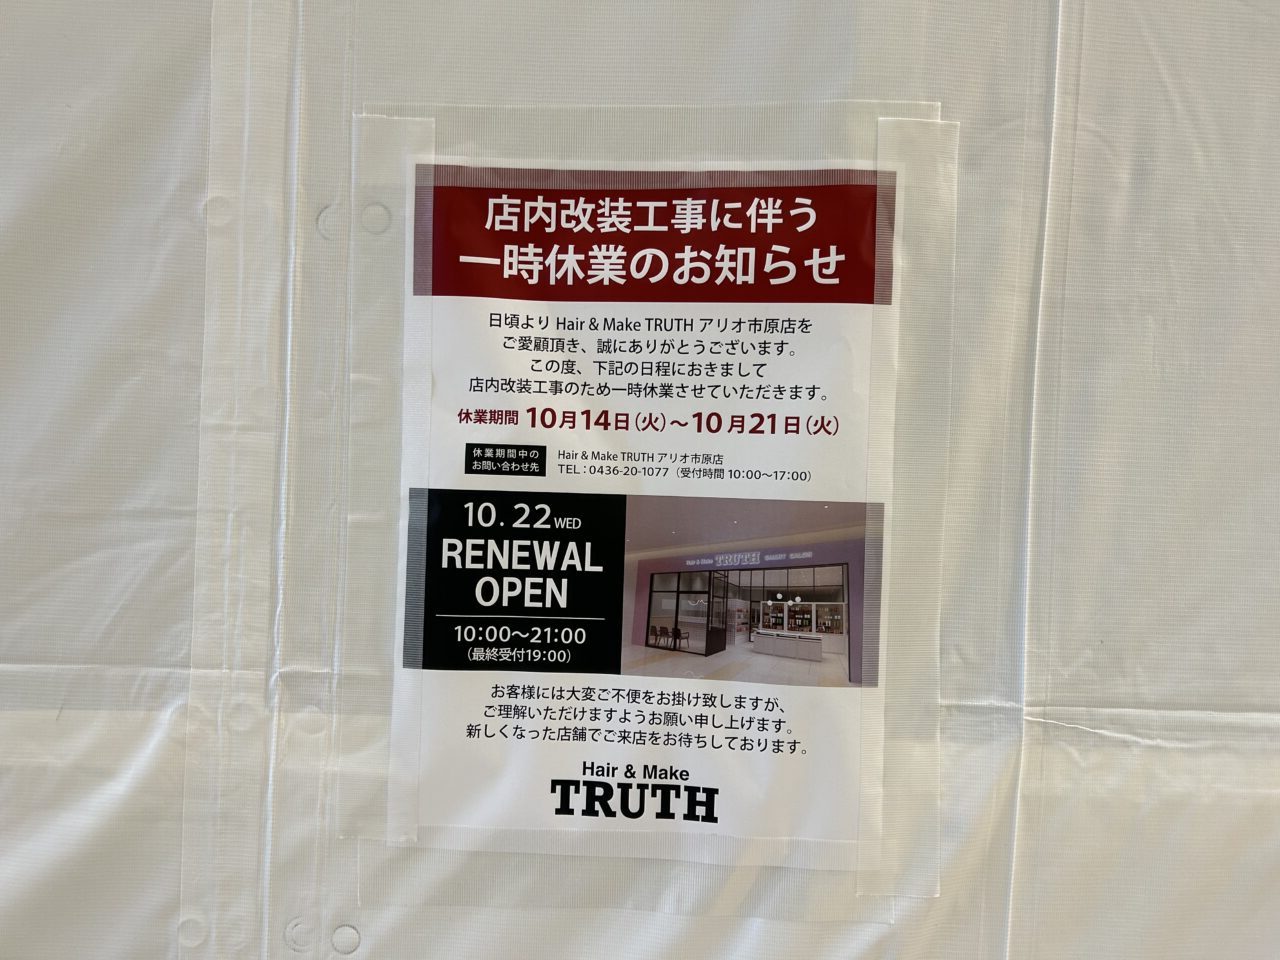 店内改装工事に伴う
一時休業のお知らせ
日頃より Hair & Make TRUTH アリオ市原店を
ご愛顧頂き、誠にありがとうございます。
この度、下記の日程におきまして
店内改装工事のため一時休業させていただきます。
休業期間 10月14日(火)～10月21日(火)
休業期間中の
お問い合わせ先
Hair & Make TRUTH アリオ市原店
TEL：0436-20-1077（受付時間 10:00～17:00）
10. 22 WED
RENEWAL
OPEN
10:00～21:00
（最終受付19:00）
Hair & Make TRUTH SMART SALON
お客様には大変ご不便をお掛け致しますが、
ご理解いただけますようお願い申し上げます。
新しくなった店舗でご来店をお待ちしております。
Hair & Make
TRUTH